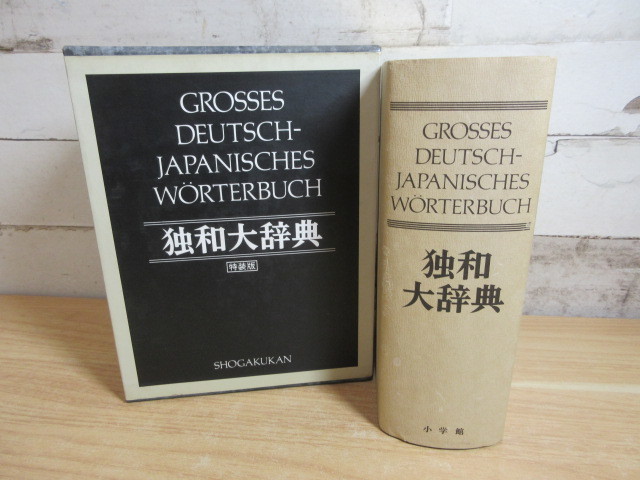 GROSSES
DEUTSCH-
JAPANISCHES
WÖRTERBUCH
独和大辞典
特装版
SHOGAKUKAN
GROSSES
DEUTSCH-
JAPANISCHES
WÖRTERBUCH
独和
大辞典
小学館